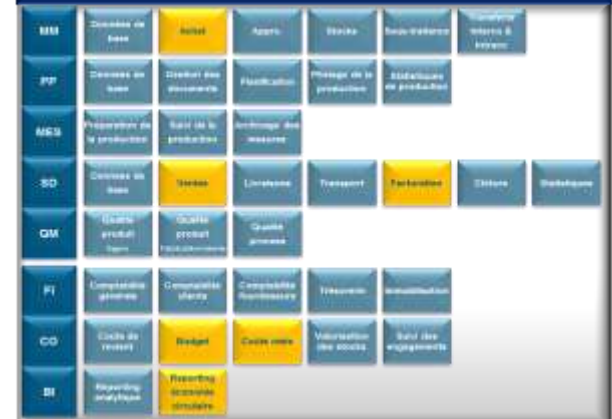 MM
Données de
base
Achat
Appro.
Stocks
Sous-traitance
Transferts
interco &
intraco
PP
Données de
base
Gestion des
documents
Planification
Pilotage de la
production
Statistiques
de production
MES
Préparation de
la production
Suivi de la
production
Archivage des
mesures
SD
Données de
base
Ventes
Livraisons
Transport
Facturation
Clôture
Statistiques
QM
Qualité
produit
Qualité
produit
Qualité
process
FI
Comptabilité
générale
Comptabilité
clients
Comptabilité
fournisseurs
Trésorerie
Immobilisation
CO
Coûts de
revient
Budget
Coûts réels
Valorisation
des stocks
Suivi des
engagements
BI
Reporting
analytique
Reporting
économie
circulaire